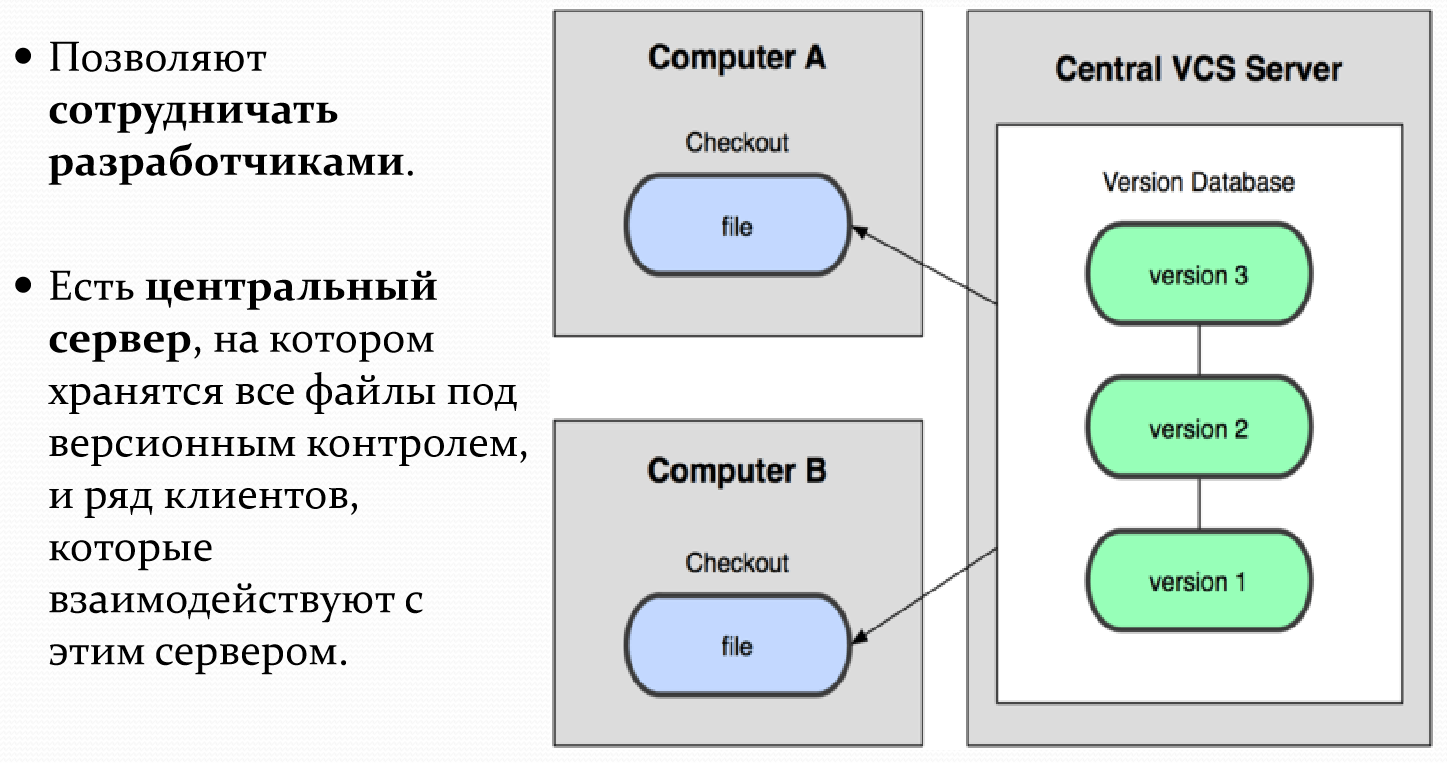 • Позволяют
сотрудничать
разработчиками.
• Есть центральный
сервер, на котором
хранятся все файлы под
версионным контролем,
и ряд клиентов,
которые
взаимодействуют с
этим сервером.
Computer A
Checkout
file
Computer B
Checkout
file
Central VCS Server
Version Database
version 3
version 2
version 1